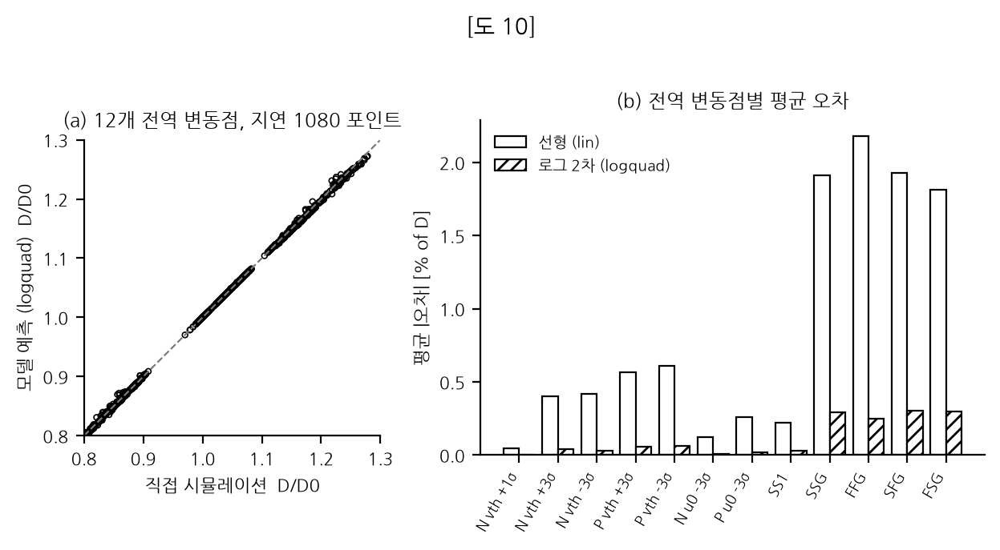 [도 10]
(a) 12개 전역 변동점, 지연 1080 포인트
1.3
1.2
1.1
1.0
0.9
0.8
모델 예측 (logquad) D/D0
0.8 0.9 1.0 1.1 1.2 1.3
직접 시뮬레이션 D/D0
(b) 전역 변동점별 평균 오차
선형 (lin)
로그 2차 (logquad)
2.0
1.5
1.0
0.5
0.0
평균 |오차| [% of D]
N vth +1σ
N vth +3σ
N vth -3σ
P vth +3σ
P vth -3σ
N u0 -3σ
P u0 -3σ
SS1
SSG
FFG
SFG
FSG